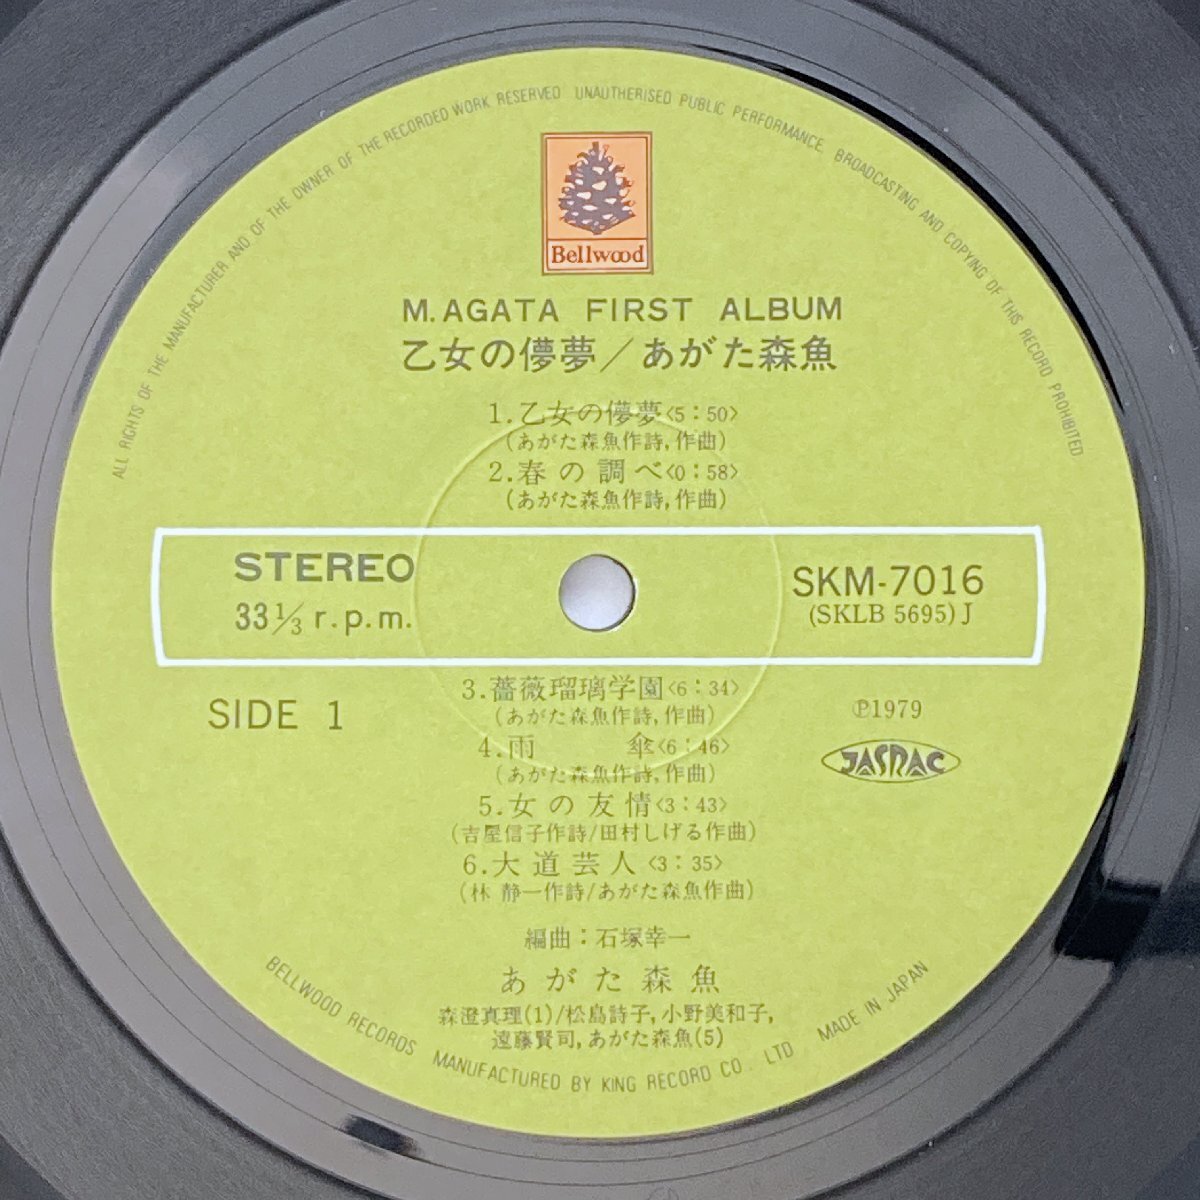 ALL RIGHTS OF THE MANUFACTURER AND OF THE OWNER OF THE RECORDED WORK RESERVED UNAUTHERISED PUBLIC PERFORMANCE, BROADCASTING AND COPYING OF THIS RECORD PROHIBITED
Bellwood
M. AGATA FIRST ALBUM
乙女の儚夢/あがた森魚
1.乙女の儚夢<5:50>
(あがた森魚作詩,作曲)
2.春の調べ<0:58>
(あがた森魚作詩,作曲)
STEREO
33 1/3 r.p.m.
SKM-7016
(SKLB 5695) J
SIDE 1
3.薔薇瑠璃学園<6:34>
(あがた森魚作詩,作曲)
4.雨傘<6:46>
(あがた森魚作詩,作曲)
5.女の友情<3:43>
(吉屋信子作詩/田村しげる作曲)
6.大道芸人<3:35>
(林 静一作詩/あがた森魚作曲)
℗1979
JASRAC
編曲:石塚幸一
あがた森魚
森澄真理(1)/松島詩子,小野美和子,
遠藤賢司,あがた森魚(5)
BELLWOOD RECORDS MANUFACTURED BY KING RECORD CO. LTD MADE IN JAPAN